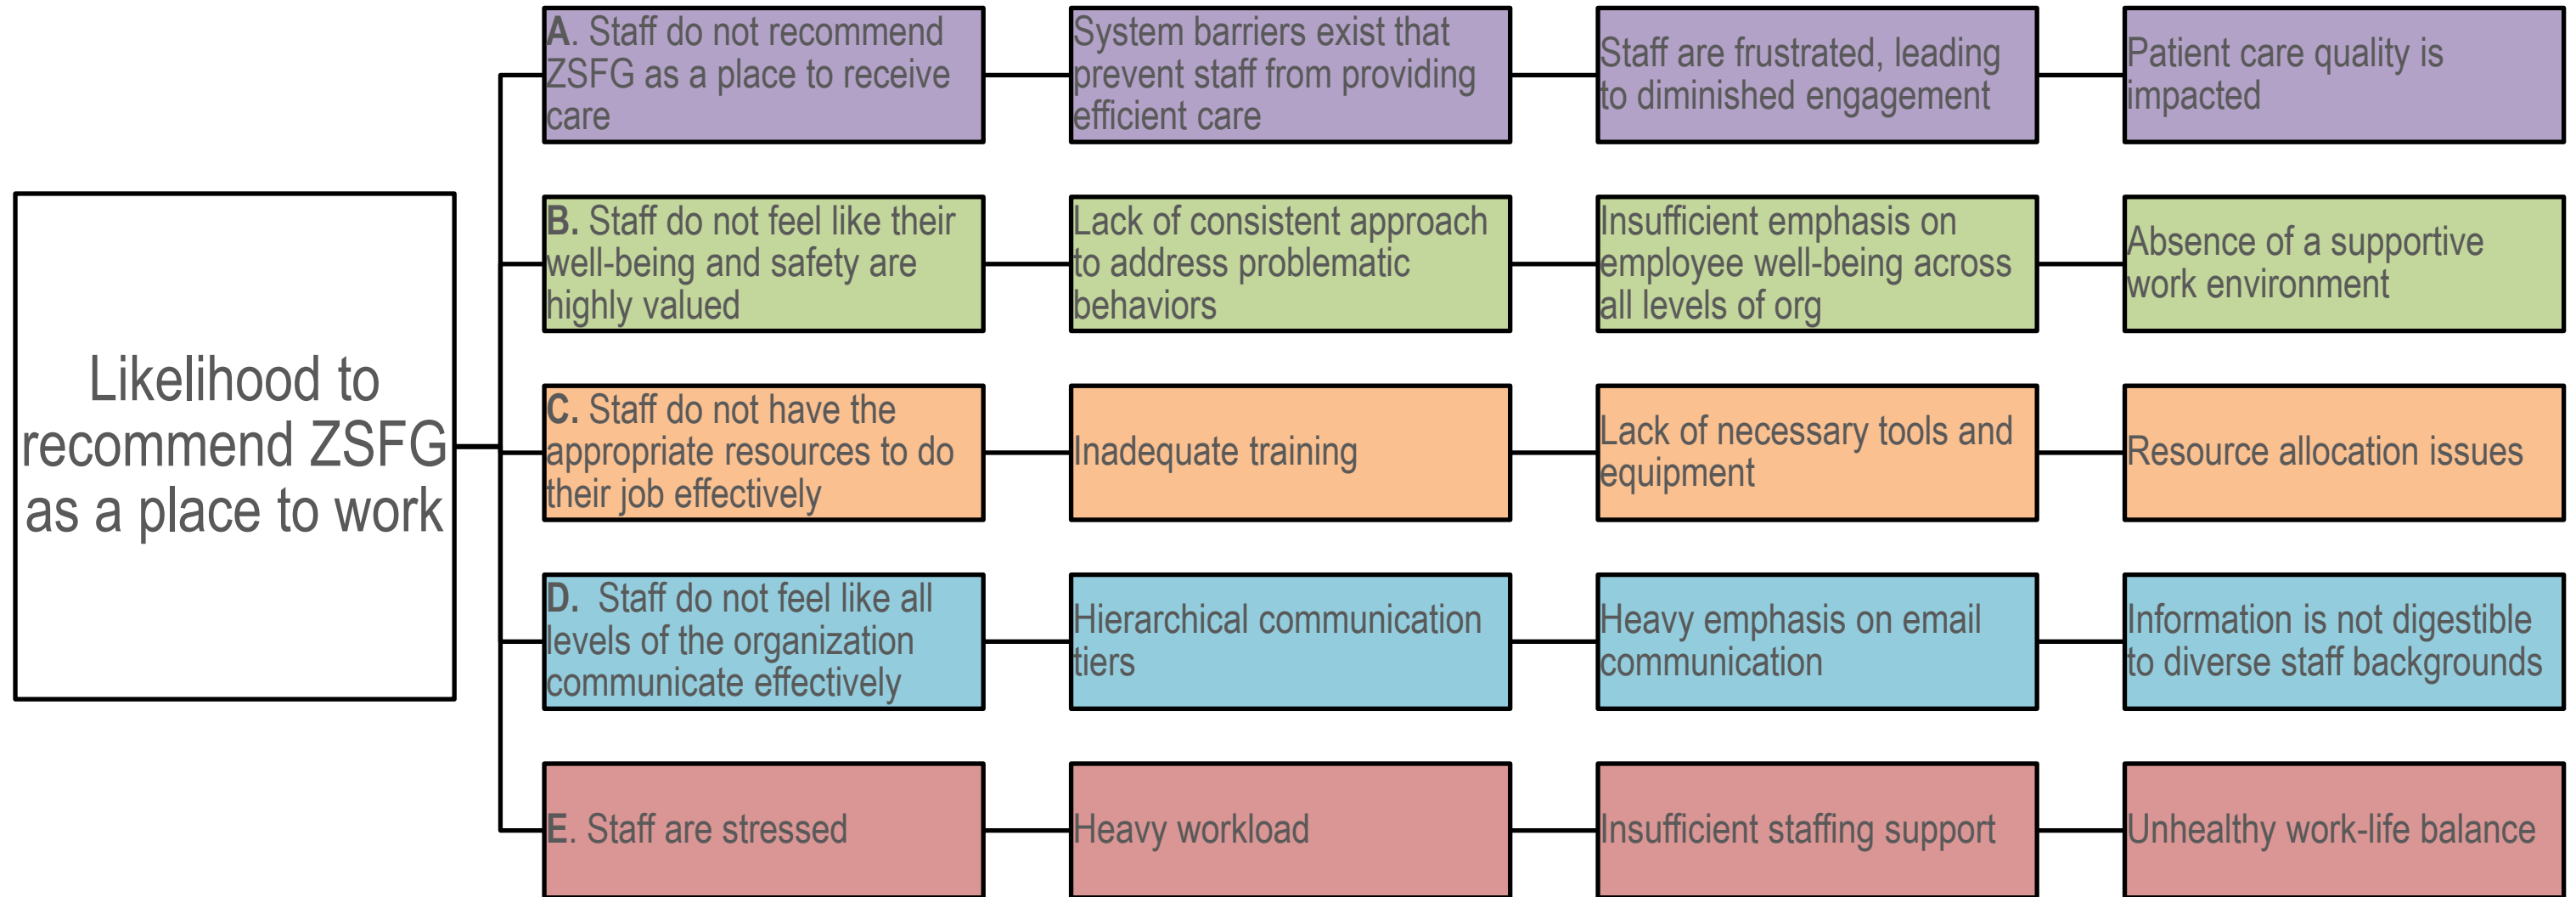 Likelihood to
recommend ZSFG
as a place to work
A. Staff do not recommend
ZSFG as a place to receive
care
System barriers exist that
prevent staff from providing
efficient care
Staff are frustrated, leading
to diminished engagement
Patient care quality is
impacted
B. Staff do not feel like their
well-being and safety are
highly valued
Lack of consistent approach
to address problematic
behaviors
Insufficient emphasis on
employee well-being across
all levels of org
Absence of a supportive
work environment
C. Staff do not have the
appropriate resources to do
their job effectively
Inadequate training
Lack of necessary tools and
equipment
Resource allocation issues
D. Staff do not feel like all
levels of the organization
communicate effectively
Hierarchical communication
tiers
Heavy emphasis on email
communication
Information is not digestible
to diverse staff backgrounds
E. Staff are stressed
Heavy workload
Insufficient staffing support
Unhealthy work-life balance